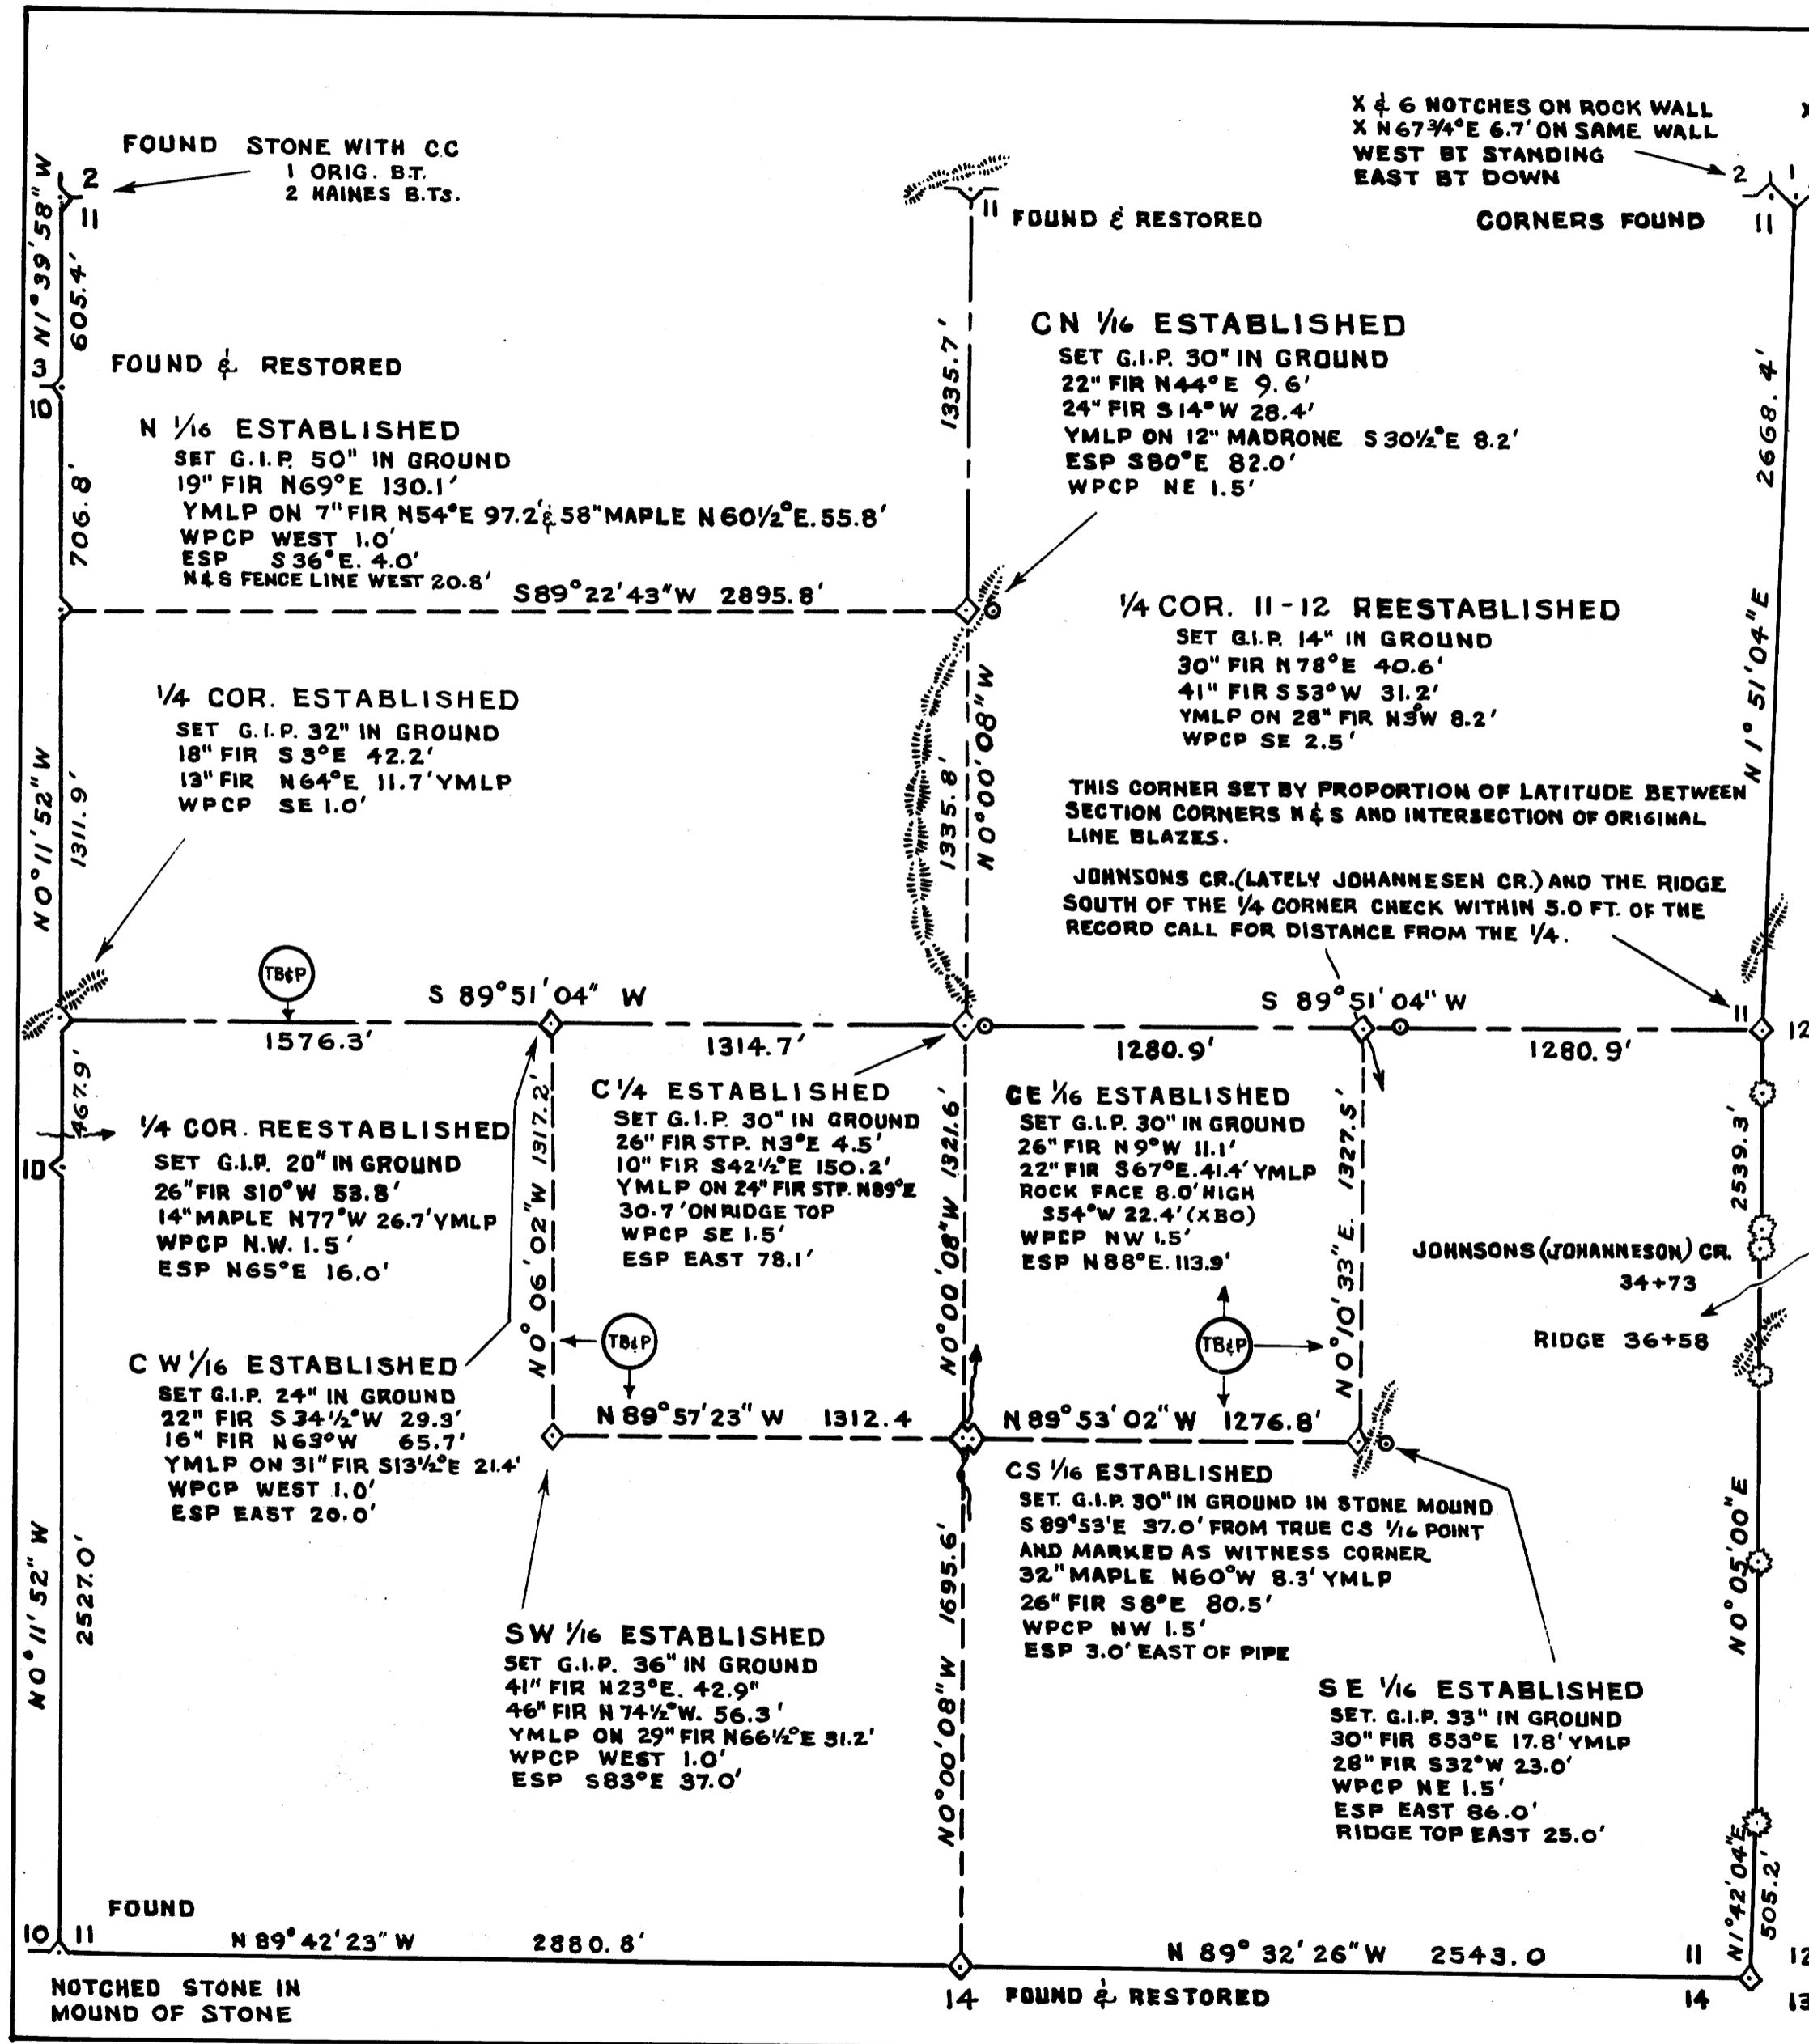 X & 6 NOTCHES ON ROCK WALL
X N67¾°E 6.7' ON SAME WALL
WEST BT STANDING
EAST BT DOWN
X
2 1
11
CORNERS FOUND
FOUND STONE WITH C.C
1 ORIG. B.T.
2 HAINES B.TS.
2
11
N1°39'58"W
605.4'
3
10
FOUND & RESTORED
11
FOUND & RESTORED
N 1/16 ESTABLISHED
SET G.I.P. 50" IN GROUND
19" FIR N69°E 130.1'
YMLP ON 7" FIR N54°E 97.2' & 58" MAPLE N60½°E. 55.8'
WPCP WEST 1.0'
ESP S36°E. 4.0'
N&S FENCE LINE WEST 20.8'
706.8'
S89°22'43"W 2895.8'
1335.7'
CN 1/16 ESTABLISHED
SET G.I.P. 30" IN GROUND
22" FIR N44°E 9.6'
24" FIR S14°W 28.4'
YMLP ON 12" MADRONE S30½°E 8.2'
ESP S80°E 82.0'
WPCP NE 1.5'
2668.4'
N1°51'04"E
¼ COR. 11-12 REESTABLISHED
SET G.I.P. 14" IN GROUND
30" FIR N78°E 40.6'
41" FIR S53°W 31.2'
YMLP ON 28" FIR N3°W 8.2'
WPCP SE 2.5'
THIS CORNER SET BY PROPORTION OF LATITUDE BETWEEN
SECTION CORNERS N & S AND INTERSECTION OF ORIGINAL
LINE BLAZES.
JOHNSONS CR. (LATELY JOHANNESEN CR.) AND THE RIDGE
SOUTH OF THE ¼ CORNER CHECK WITHIN 5.0 FT. OF THE
RECORD CALL FOR DISTANCE FROM THE ¼.
¼ COR. ESTABLISHED
SET G.I.P. 32" IN GROUND
18" FIR S3°E 42.2'
13" FIR N64°E 11.7' YMLP
WPCP SE 1.0'
N0°11'52"W
1311.9'
1335.8'
N0°00'08"W
TB&P
S 89°51'04" W
1576.3'
1314.7'
S 89°51'04" W
1280.9'
1280.9'
11
12
467.9'
10
¼ COR. REESTABLISHED
SET G.I.P. 20" IN GROUND
26" FIR S10°W 53.8'
14" MAPLE N77°W 26.7' YMLP
WPCP N.W. 1.5'
ESP N65°E 16.0'
N0°06'02"W 1317.2'
C ¼ ESTABLISHED
SET G.I.P. 30" IN GROUND
26" FIR STP. N3°E 4.5'
10" FIR S42½°E 150.2'
YMLP ON 24" FIR STP. N89°E
30.7' ON RIDGE TOP
WPCP SE 1.5'
ESP EAST 78.1'
N0°00'08"W 1321.6'
CE 1/16 ESTABLISHED
SET G.I.P. 30" IN GROUND
26" FIR N9°W 11.1'
22" FIR S67°E. 41.4' YMLP
ROCK FACE 8.0' HIGH
S54°W 22.4' (XBO)
WPCP NW 1.5'
ESP N88°E. 113.9'
N0°10'33"E. 1327.5'
2539.3'
JOHNSONS (JOHANNESON) CR.
34+73
RIDGE 36+58
TB&P
TB&P
C W 1/16 ESTABLISHED
SET G.I.P. 24" IN GROUND
22" FIR S34½°W 29.3'
16" FIR N63°W 65.7'
YMLP ON 31" FIR S13½°E 21.4'
WPCP WEST 1.0'
ESP EAST 20.0'
N 89°57'23" W 1312.4
N89°53'02"W 1276.8'
CS 1/16 ESTABLISHED
SET. G.I.P. 30" IN GROUND IN STONE MOUND
S 89°53'E 37.0' FROM TRUE CS 1/16 POINT
AND MARKED AS WITNESS CORNER
32" MAPLE N60°W 8.3' YMLP
26" FIR S8°E 80.5'
WPCP NW 1.5'
ESP 3.0' EAST OF PIPE
N0°11'52" W
2527.0'
SW 1/16 ESTABLISHED
SET G.I.P. 36" IN GROUND
41" FIR N23°E. 42.9"
46" FIR N74½°W. 56.3'
YMLP ON 29" FIR N66½°E 31.2'
WPCP WEST 1.0'
ESP S83°E 37.0'
N0°00'08"W 1695.6'
SE 1/16 ESTABLISHED
SET. G.I.P. 33" IN GROUND
30" FIR S53°E 17.8' YMLP
28" FIR S32°W 23.0'
WPCP NE 1.5'
ESP EAST 86.0'
RIDGE TOP EAST 25.0'
N0°05'00"E
N1°42'04"E
505.2'
FOUND
10 11
N 89°42'23" W 2880.8'
N 89°32'26"W 2543.0
11
12
NOTCHED STONE IN
MOUND OF STONE
14 FOUND & RESTORED
14
13